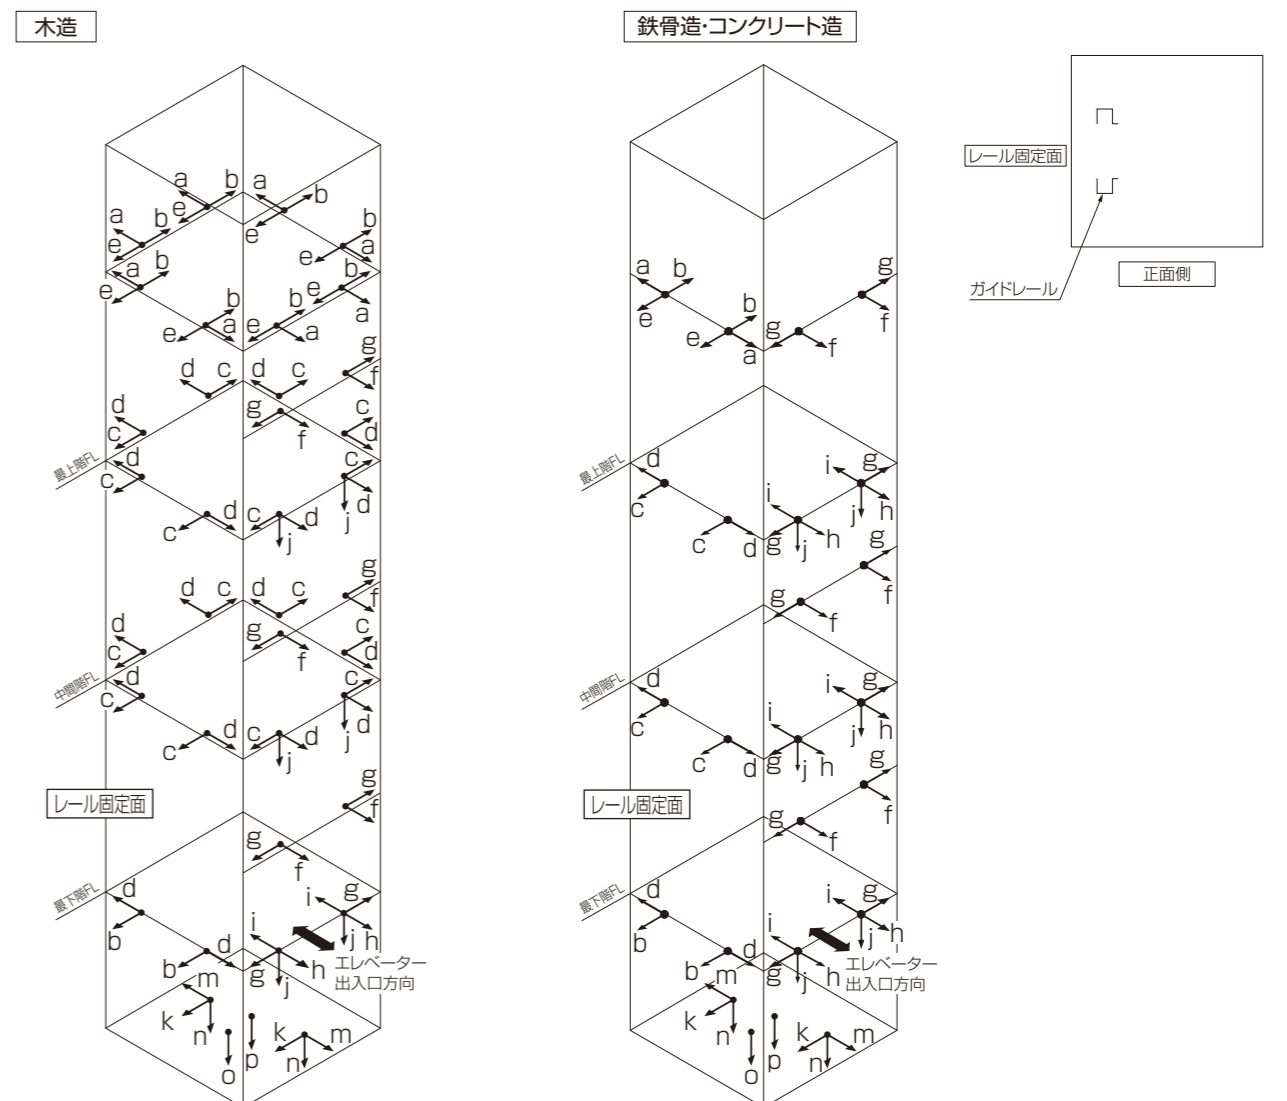 木造
鉄骨造・コンクリート造
レール固定面
ガイドレール
正面側
a b a b
a b e e b
e e a
a b b
e b b e a
e a e a
d c d c g
f
d g c
c f d
最上階FL
d c
c d
c d c d j
j
d c d c g
f
d g c
c f d
中間階FL
d c
c d
c d c d j
j
レール固定面
g
f
g
f
最下階FL
d i g
b d i j h
b g h
m j
エレベーター
出入口方向
k n k m
o p n
a b g
e b g f
e a f
最上階FL
d i g
c i j h
c d g j h
g
g f
f
中間階FL
d i g
c i j h
c d g j h
レール固定面
g
g f
f
最下階FL
d i g
b d i j h
b g h
m j
エレベーター
出入口方向
k n k m
o p n